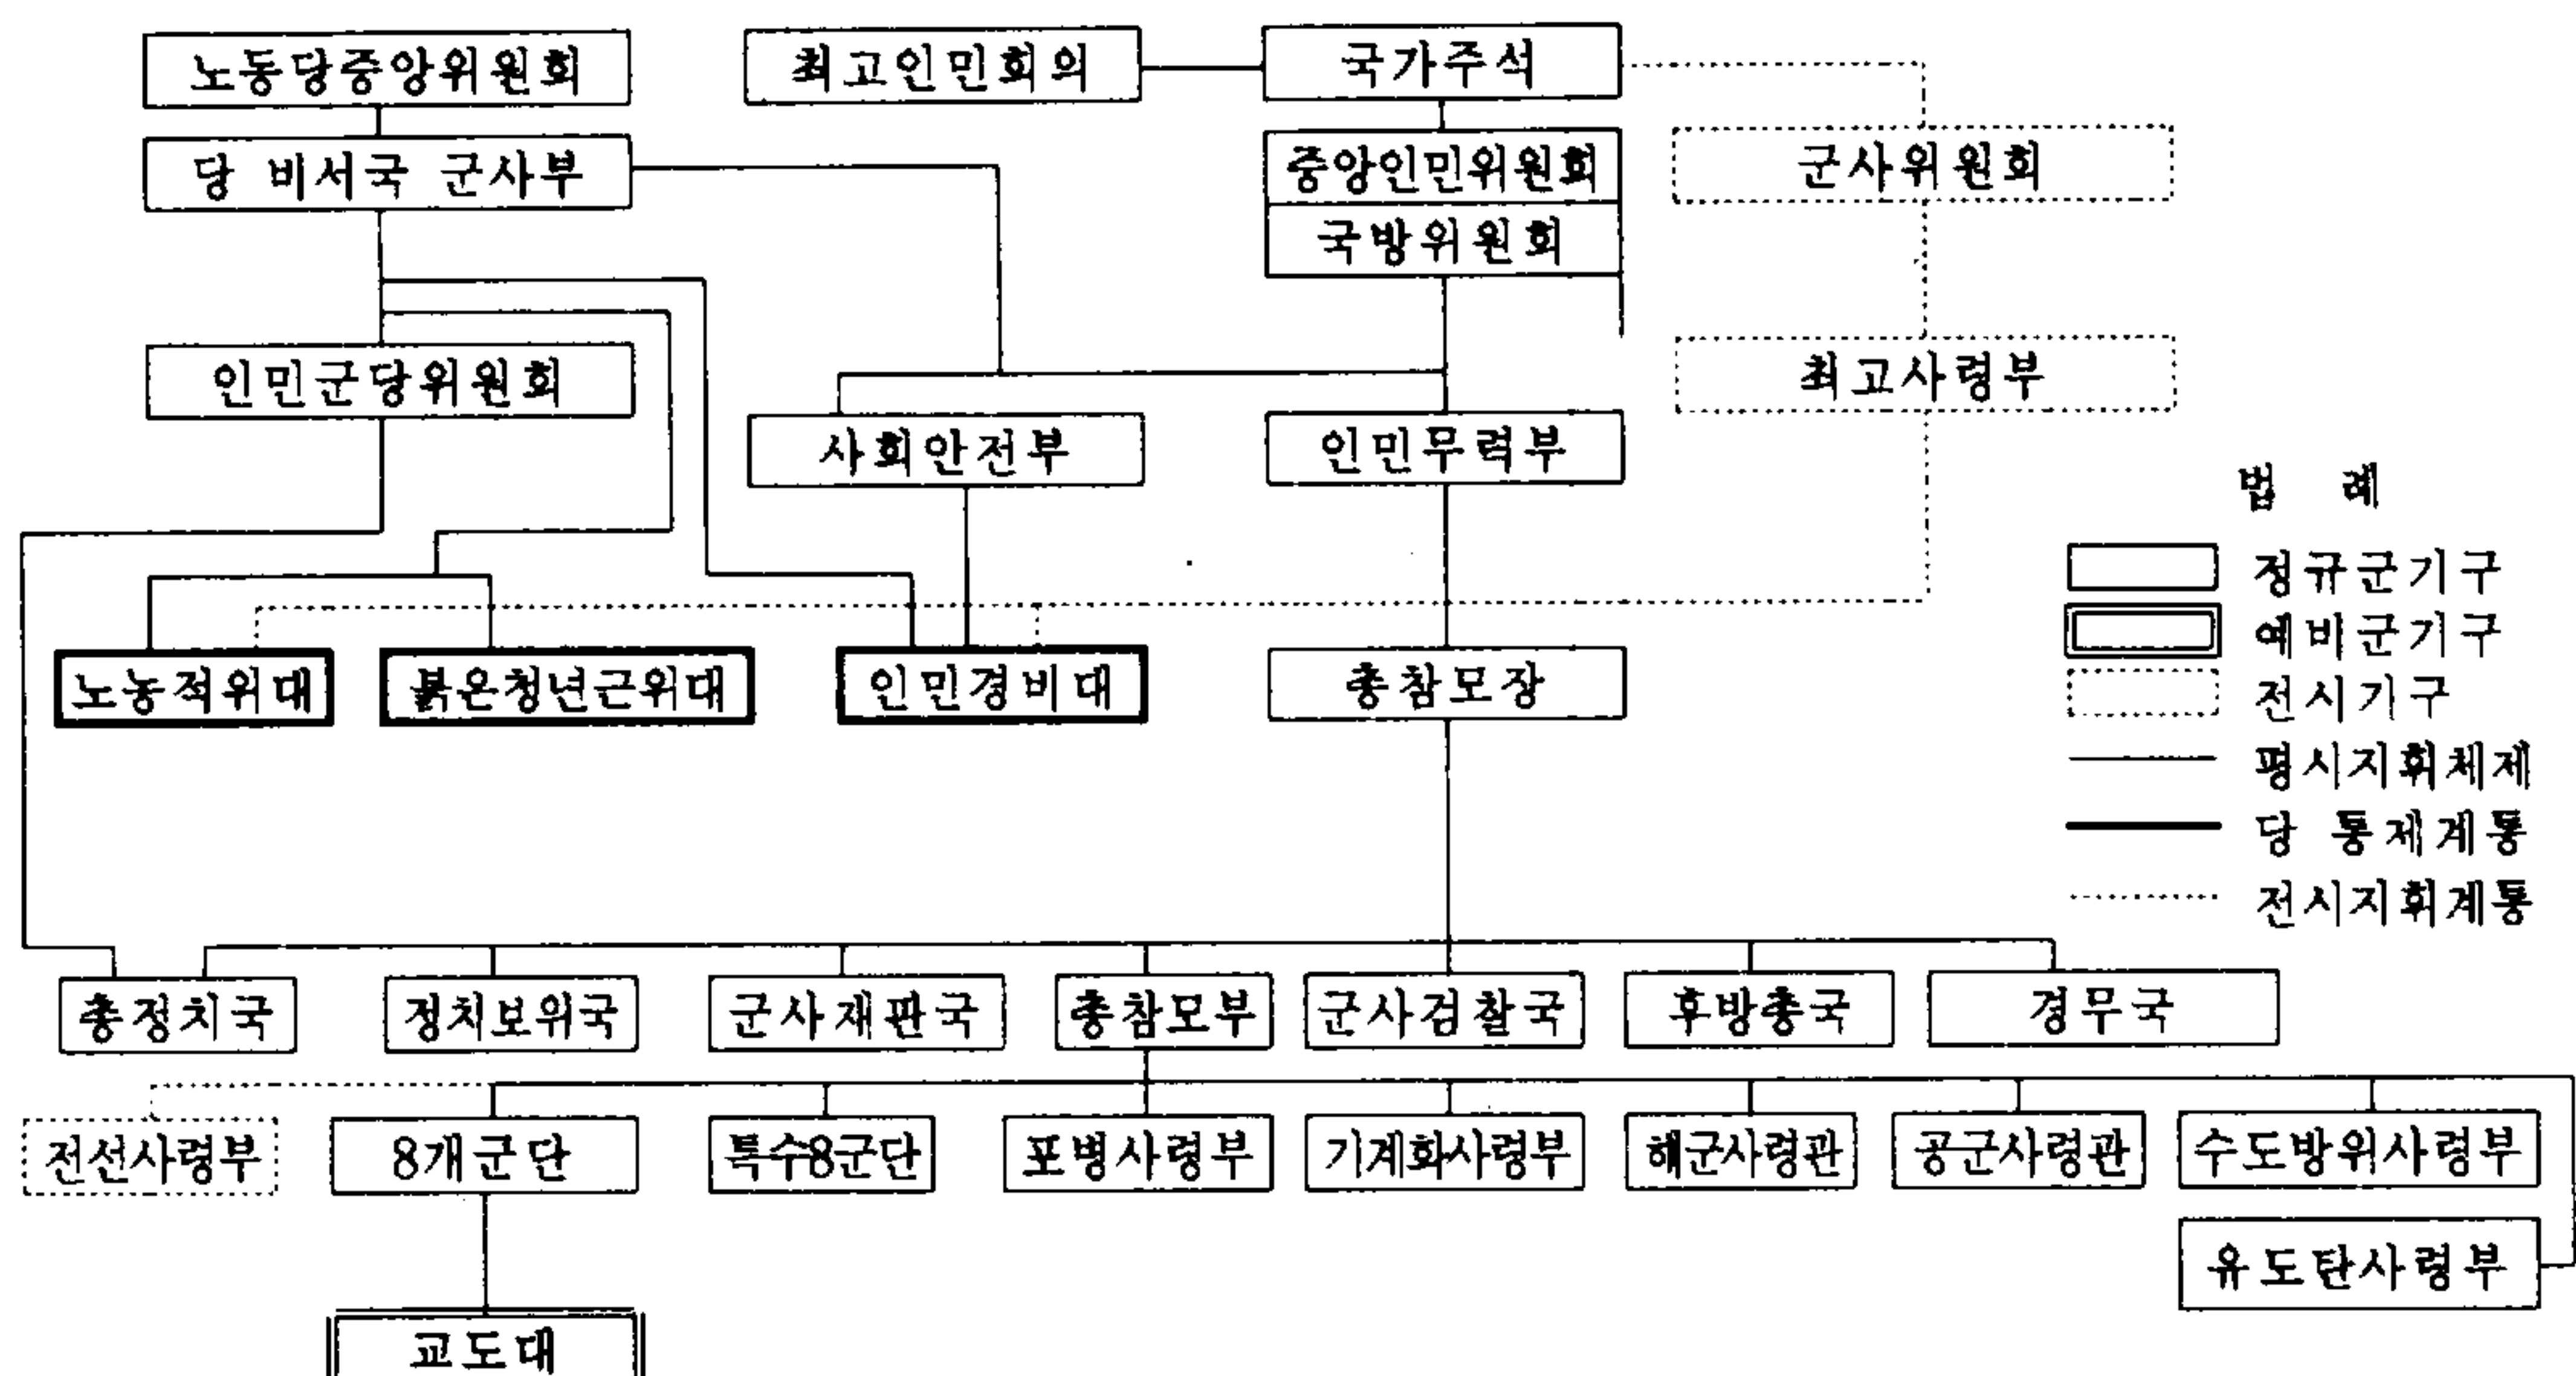 노동당중앙위원회
최고인민회의
국가주석
당 비서국 군사부
중앙인민위원회
군사위원회
국방위원회
인민군당위원회
최고사령부
사회안전부
인민무력부
노농적위대
붉은청년근위대
인민경비대
총참모장
법 례
정규군기구
예비군기구
전시기구
평시지휘체제
당 통제계통
전시지휘계통
총정치국
정치보위국
군사재판국
총참모부
군사검찰국
후방총국
경무국
전선사령부
8개군단
특수8군단
포병사령부
기계화사령부
해군사령관
공군사령관
수도방위사령부
유도탄사령부
교도대